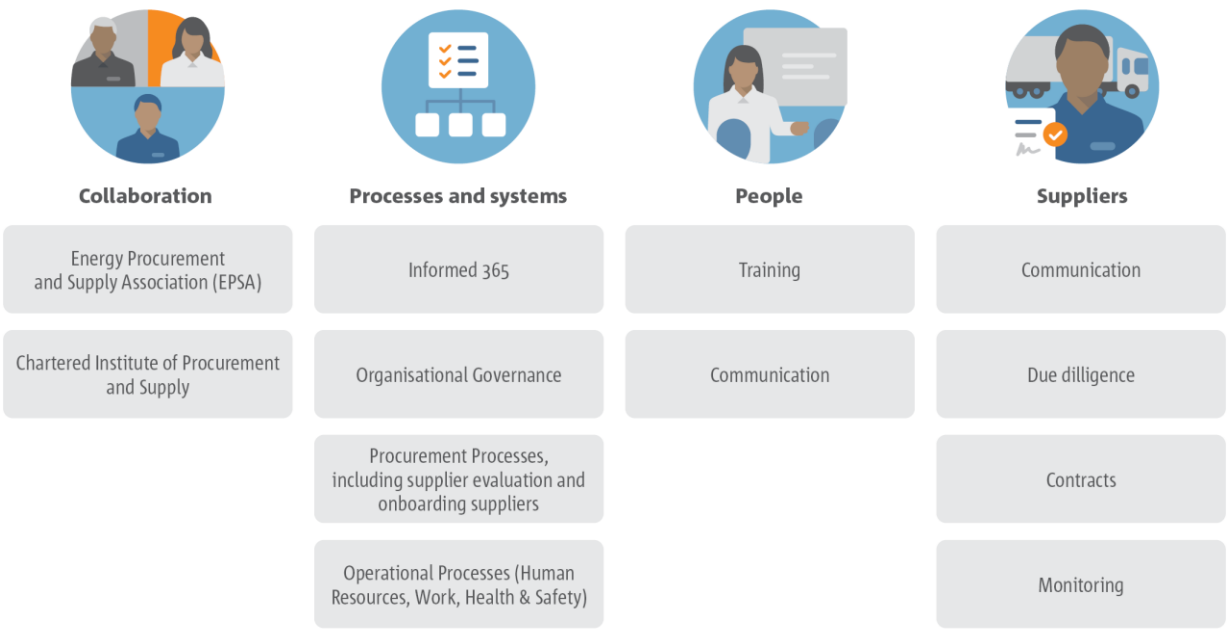 Collaboration
Energy Procurement
and Supply Association (EPSA)
Chartered Institute of Procurement
and Supply
Processes and systems
Informed 365
Organisational Governance
Procurement Processes,
including supplier evaluation and
onboarding suppliers
Operational Processes (Human
Resources, Work, Health & Safety)
People
Training
Communication
Suppliers
Communication
Due dilligence
Contracts
Monitoring